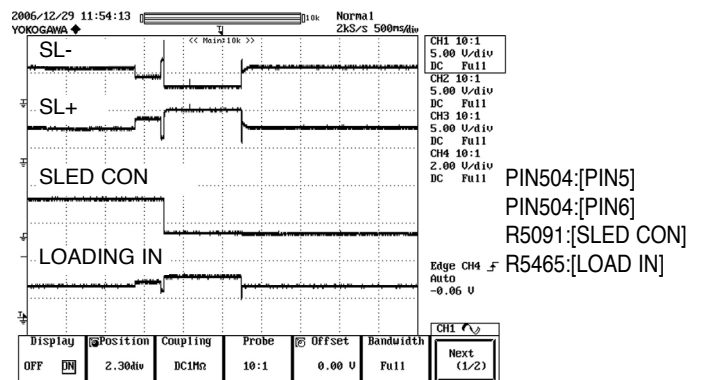 2006/12/29 11:54:13
10k
Normal
YOKOGAWA
2kS/s 500ms/div
<< Main:10k >>
CH1 10:1
5.00 V/div
DC Full
CH2 10:1
5.00 V/div
DC Full
CH3 10:1
5.00 V/div
DC Full
CH4 10:1
2.00 V/div
DC Full
SL-
SL+
SLED CON
LOADING IN
PIN504:[PIN5]
PIN504:[PIN6]
R5091:[SLED CON]
R5465:[LOAD IN]
Edge CH4
Auto
-0.06 V
CH1
Display
OFF ON
Position
2.30div
Coupling
DC1MΩ
Probe
10:1
Offset
0.00 V
Bandwidth
Full
Next
(1/2)